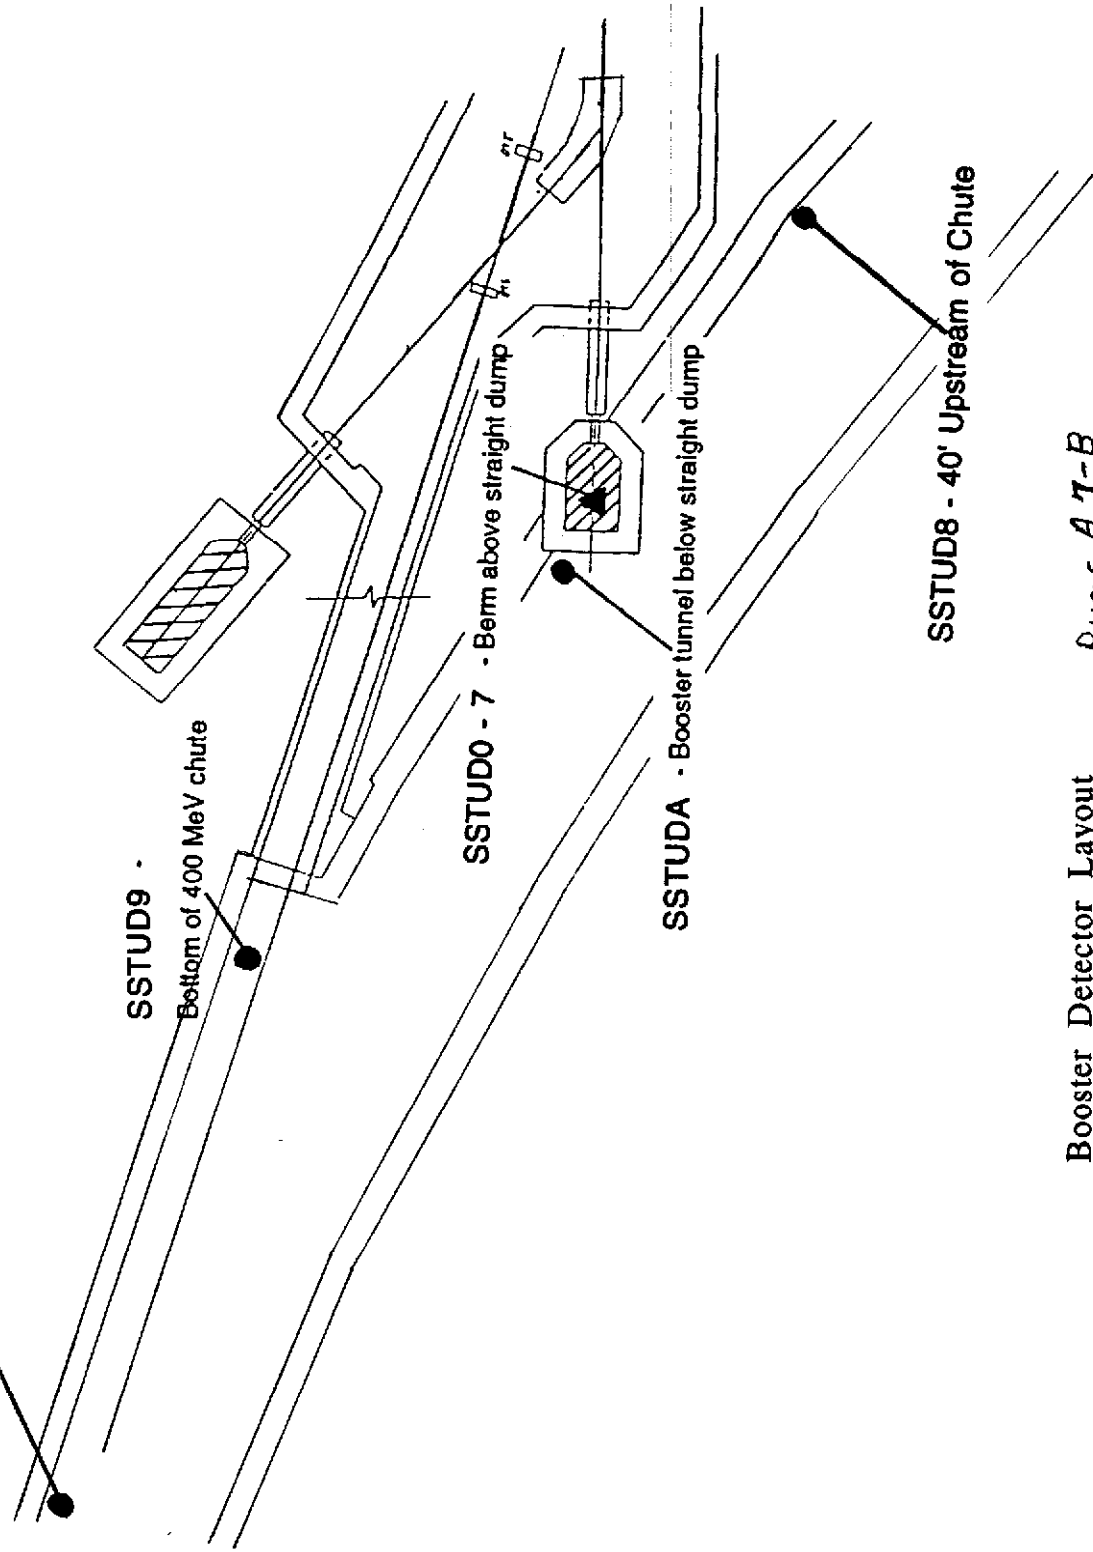 SSTUD9 -
Bottom of 400 MeV chute
SSTUD0 - 7 - Berm above straight dump
SSTUDA - Booster tunnel below straight dump
SSTUD8 - 40' Upstream of Chute
Booster Detector Layout
A7-B